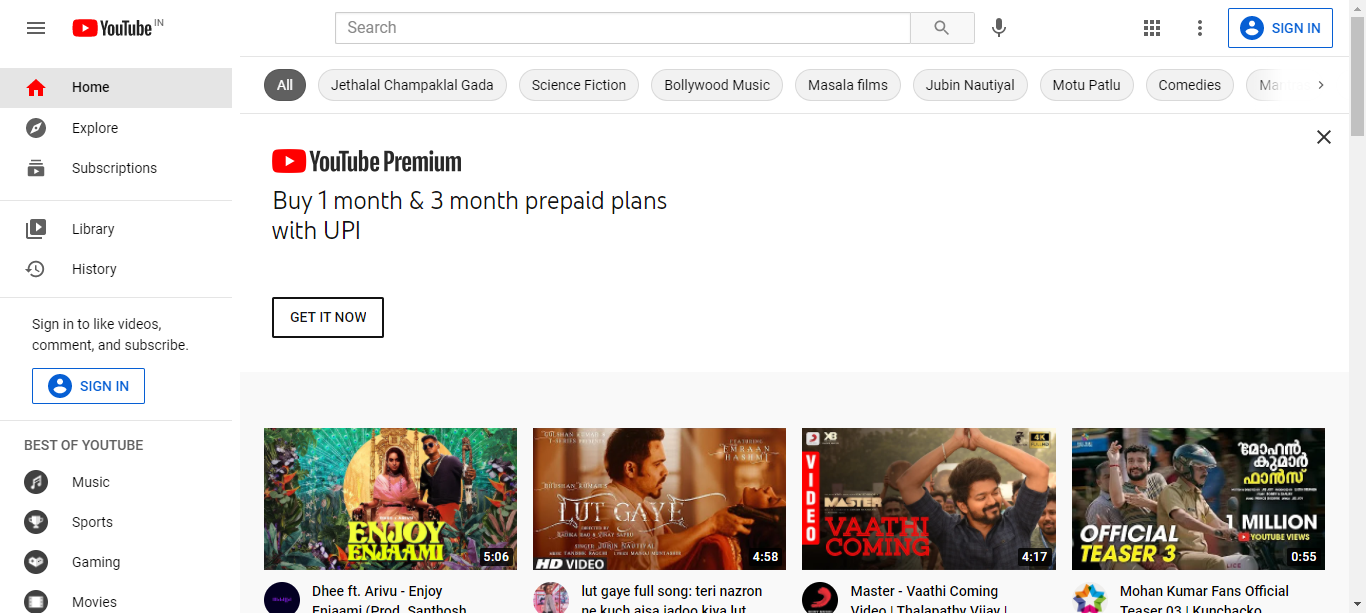 YouTube IN
Search
SIGN IN
Home
Explore
Subscriptions
Library
History
Sign in to like videos,
comment, and subscribe.
SIGN IN
BEST OF YOUTUBE
Music
Sports
Gaming
Movies
All
Jethalal Champaklal Gada
Science Fiction
Bollywood Music
Masala films
Jubin Nautiyal
Motu Patlu
Comedies
YouTube Premium
Buy 1 month & 3 month prepaid plans
with UPI
GET IT NOW
ENJOY
ENJAAMI
5:06
EMRAAN
HASHMI
LUT GAYE
JUBIN NAUTIYAL
HD VIDEO
4:58
VIDEO
4K
MASTER
VAATHI
COMING
4:17
മോഹൻ
കുമാർ
ഫാൻസ്
OFFICIAL
TEASER 3
1 MILLION
YOUTUBE VIEWS
0:55
Dhee ft. Arivu - Enjoy
Enjaami (Prod. Santhosh
lut gaye full song: teri nazron
ne kuch aisa jadoo kiya lut
Master - Vaathi Coming
Video | Thalapathy Vijay |
Mohan Kumar Fans Official
Teaser 03 | Kunchacko